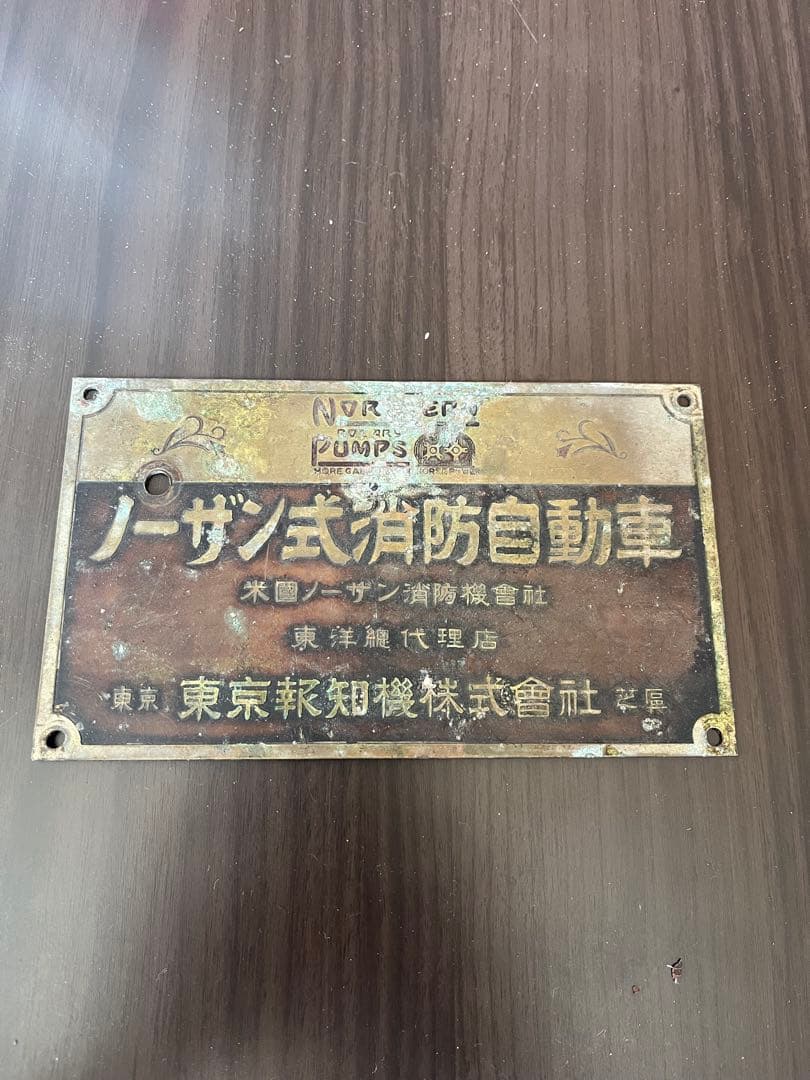 NORTHERN
ROTARY
PUMPS
ノーザン式消防自動車
米國ノーザン消防機會社
東洋總代理店
東京 東京報知機株式會社 芝區